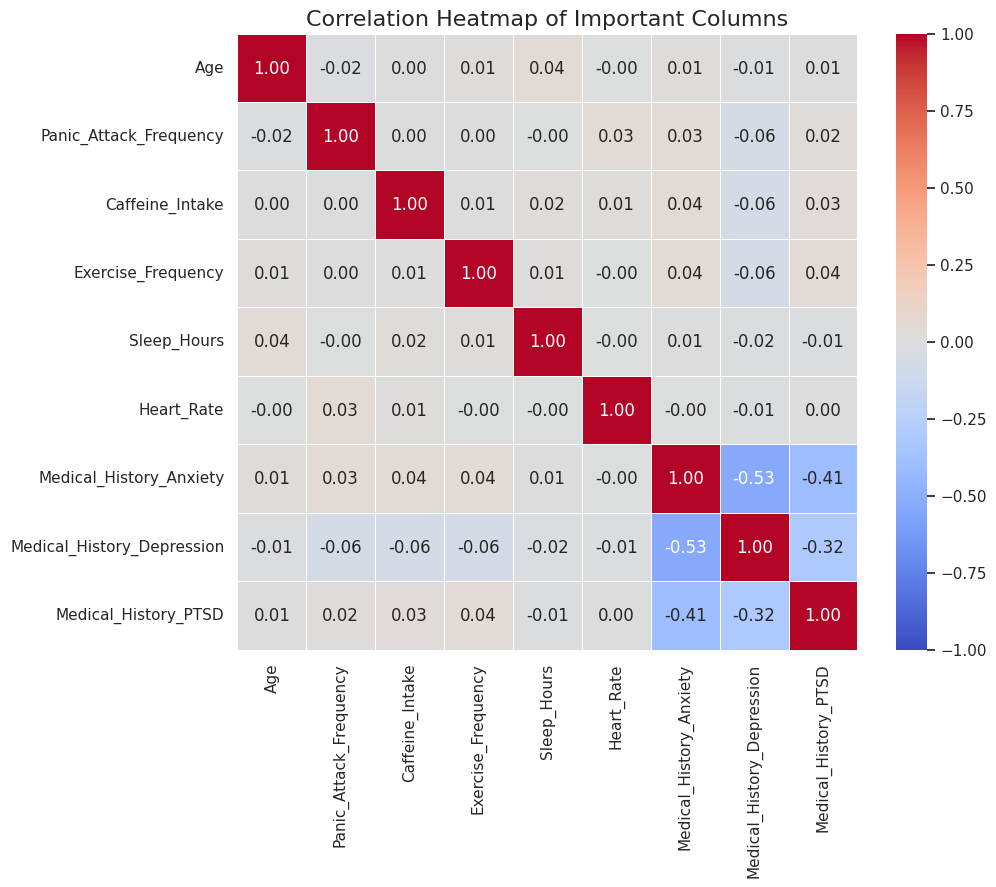 Correlation Heatmap of Important Columns
Age 1.00 -0.02 0.00 0.01 0.04 -0.00 0.01 -0.01 0.01
Panic_Attack_Frequency -0.02 1.00 0.00 0.00 -0.00 0.03 0.03 -0.06 0.02
Caffeine_Intake 0.00 0.00 1.00 0.01 0.02 0.01 0.04 -0.06 0.03
Exercise_Frequency 0.01 0.00 0.01 1.00 0.01 -0.00 0.04 -0.06 0.04
Sleep_Hours 0.04 -0.00 0.02 0.01 1.00 -0.00 0.01 -0.02 -0.01
Heart_Rate -0.00 0.03 0.01 -0.00 -0.00 1.00 -0.00 -0.01 0.00
Medical_History_Anxiety 0.01 0.03 0.04 0.04 0.01 -0.00 1.00 -0.53 -0.41
Medical_History_Depression -0.01 -0.06 -0.06 -0.06 -0.02 -0.01 -0.53 1.00 -0.32
Medical_History_PTSD 0.01 0.02 0.03 0.04 -0.01 0.00 -0.41 -0.32 1.00
Age
Panic_Attack_Frequency
Caffeine_Intake
Exercise_Frequency
Sleep_Hours
Heart_Rate
Medical_History_Anxiety
Medical_History_Depression
Medical_History_PTSD
1.00
0.75
0.50
0.25
0.00
−0.25
−0.50
−0.75
−1.00